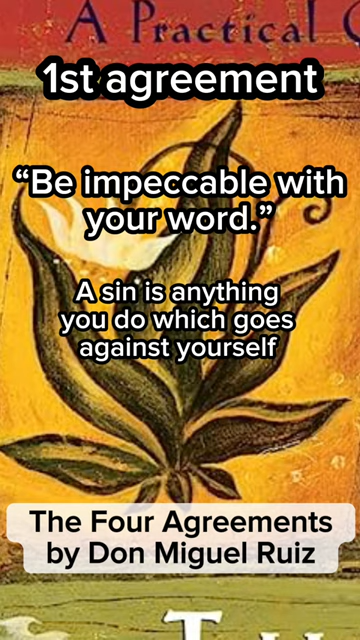 A Practical
1st agreement
“Be impeccable with
your word.”
A sin is anything
you do which goes
against yourself
The Four Agreements
by Don Miguel Ruiz